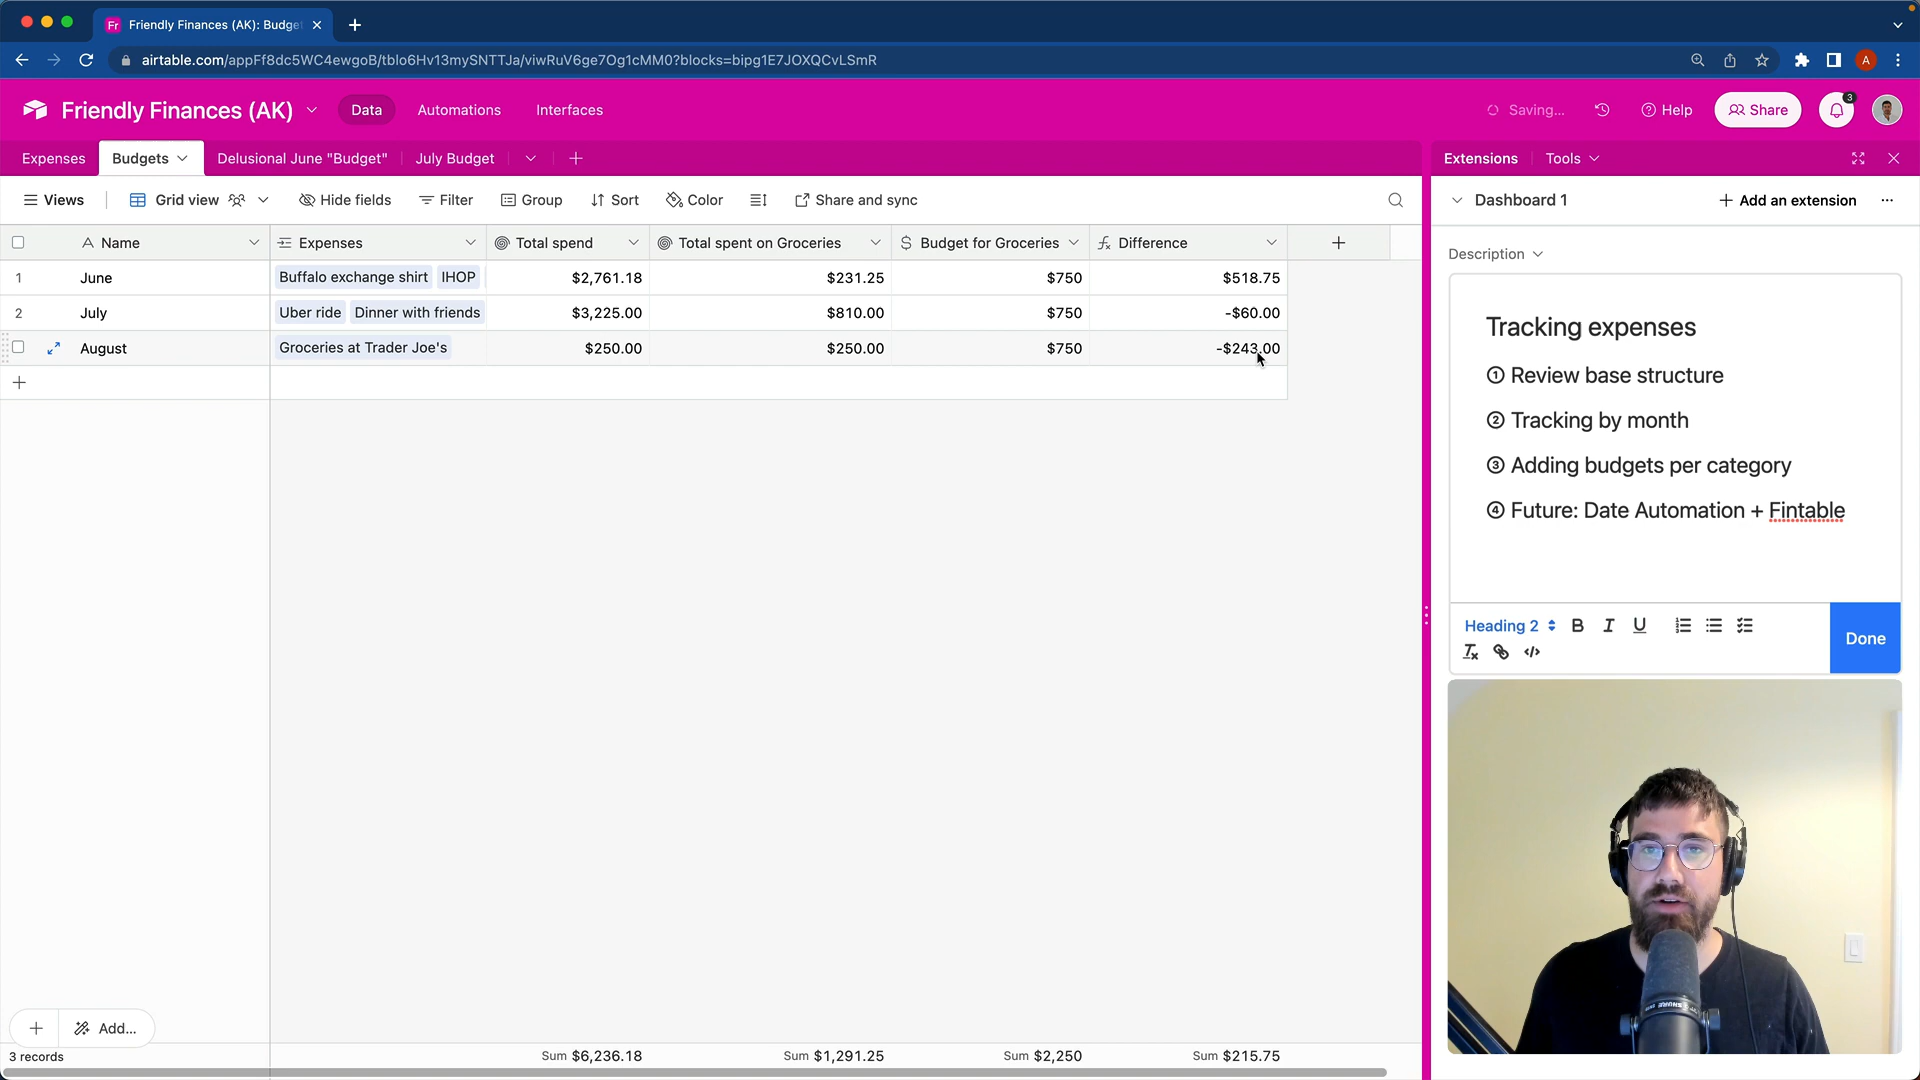 Fr Friendly Finances (AK): Budge
airtable.com/appFf8dc5WC4ewgoB/tblo6Hv13mySNTTJa/viwRuV6ge7Og1cMM0?blocks=bipg1E7JOXQCvLSmR A
Friendly Finances (AK) Data Automations Interfaces Saving... Help Share 3
Expenses Budgets Delusional June "Budget" July Budget Extensions Tools
Views Grid view Hide fields Filter Group Sort Color Share and sync Dashboard 1 Add an extension
Name Expenses Total spend Total spent on Groceries Budget for Groceries Difference
1 June Buffalo exchange shirt IHOP $2,761.18 $231.25 $750 $518.75
2 July Uber ride Dinner with friends $3,225.00 $810.00 $750 -$60.00
August Groceries at Trader Joe's $250.00 $250.00 $750 -$243.00
Description
Tracking expenses
① Review base structure
② Tracking by month
③ Adding budgets per category
④ Future: Date Automation + Fintable
Heading 2 B I U Done
SHURE
Add...
3 records Sum $6,236.18 Sum $1,291.25 Sum $2,250 Sum $215.75